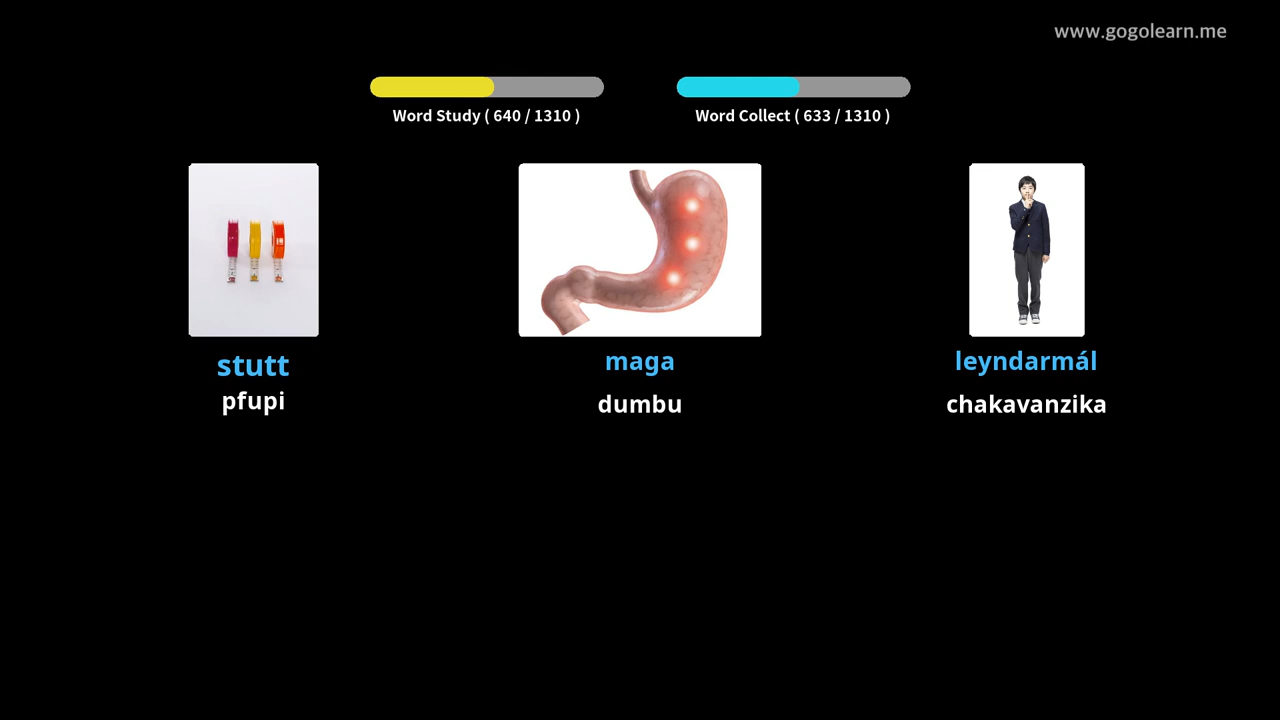 www.gogolearn.me
Word Study ( 640 / 1310 )
Word Collect ( 633 / 1310 )
stutt
pfupi
maga
dumbu
leyndarmál
chakavanzika